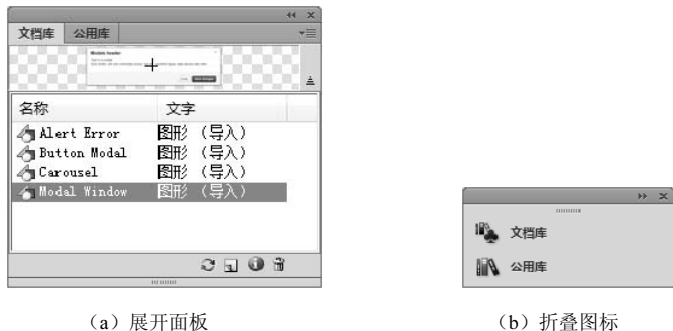 文档库 公用库
Modals header
名称 文字
Alert Error 图形 (导入)
Button Modal 图形 (导入)
Carousel 图形 (导入)
Modal Window 图形 (导入)
文档库
公用库
（a）展开面板 （b）折叠图标